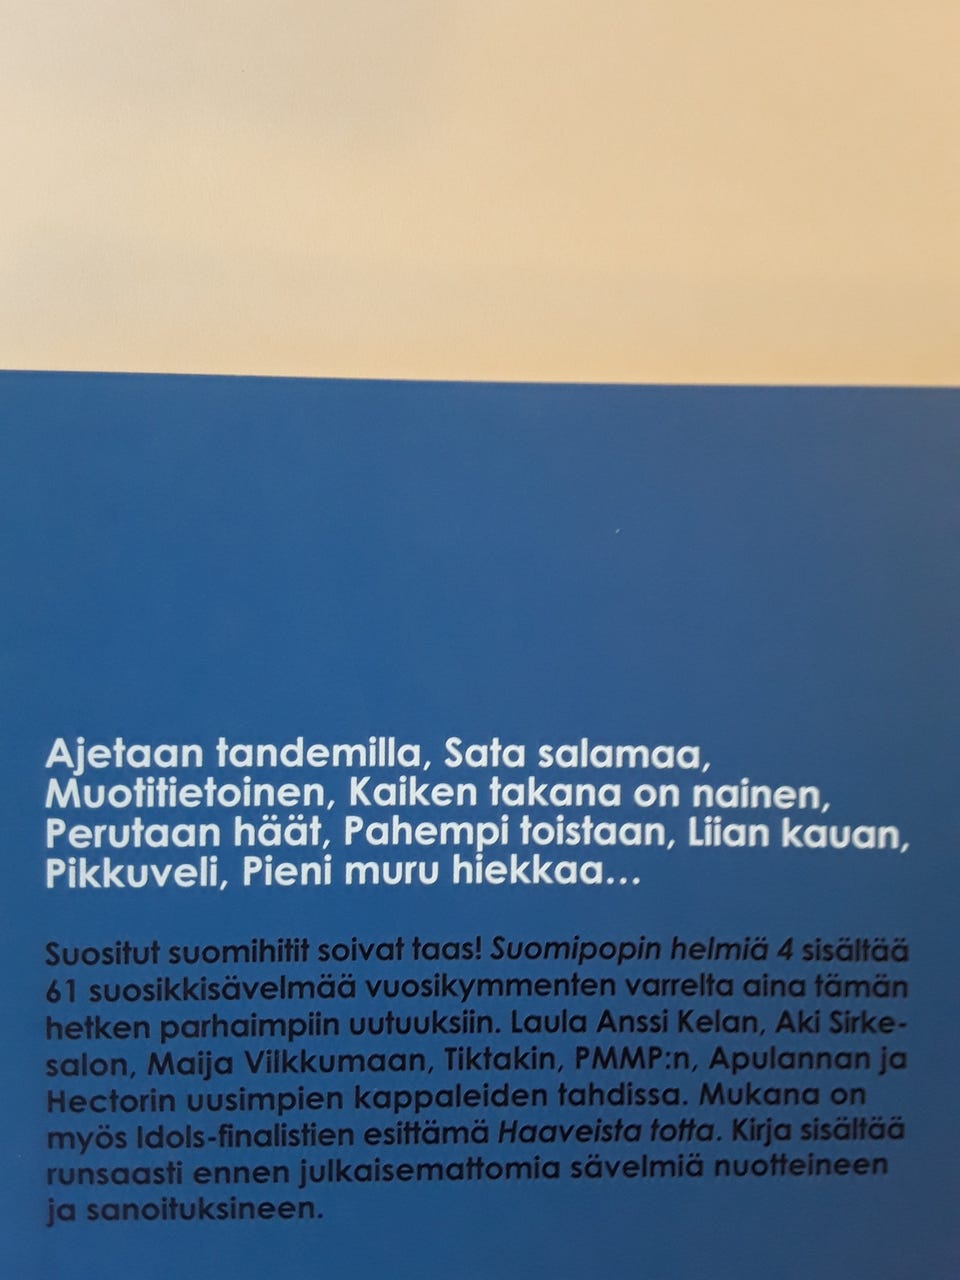 Ajetaan tandemilla, Sata salamaa,
Muotitietoinen, Kaiken takana on nainen,
Perutaan häät, Pahempi toistaan, Liian kauan,
Pikkuveli, Pieni muru hiekkaa...
Suositut suomihitit soivat taas! Suomipopin helmiä 4 sisältää
61 suosikkisävelmää vuosikymmenten varrelta aina tämän
hetken parhaimpiin uutuuksiin. Laula Anssi Kelan, Aki Sirke-
salon, Maija Vilkkumaan, Tiktakin, PMMP:n, Apulannan ja
Hectorin uusimpien kappaleiden tahdissa. Mukana on
myös Idols-finalistien esittämä Haaveista totta. Kirja sisältää
runsaasti ennen julkaisemattomia sävelmiä nuotteineen
ja sanoituksineen.